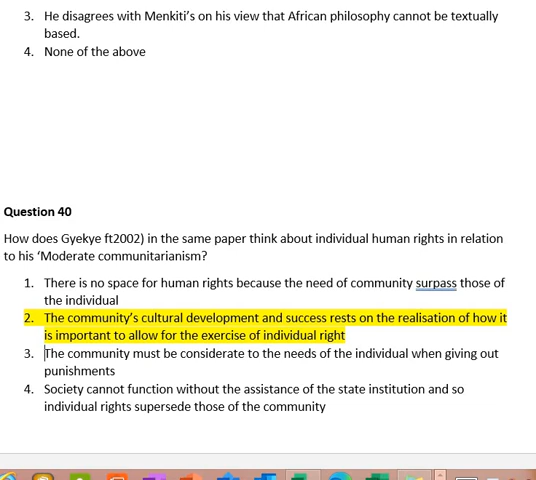 3. He disagrees with Menkiti's on his view that African philosophy cannot be textually
based.
4. None of the above
Question 40
How does Gyekye ft2002) in the same paper think about individual human rights in relation
to his 'Moderate communitarianism?
1. There is no space for human rights because the need of community surpass those of
the individual
2. The community's cultural development and success rests on the realisation of how it
is important to allow for the exercise of individual right
3. The community must be considerate to the needs of the individual when giving out
punishments
4. Society cannot function without the assistance of the state institution and so
individual rights supersede those of the community